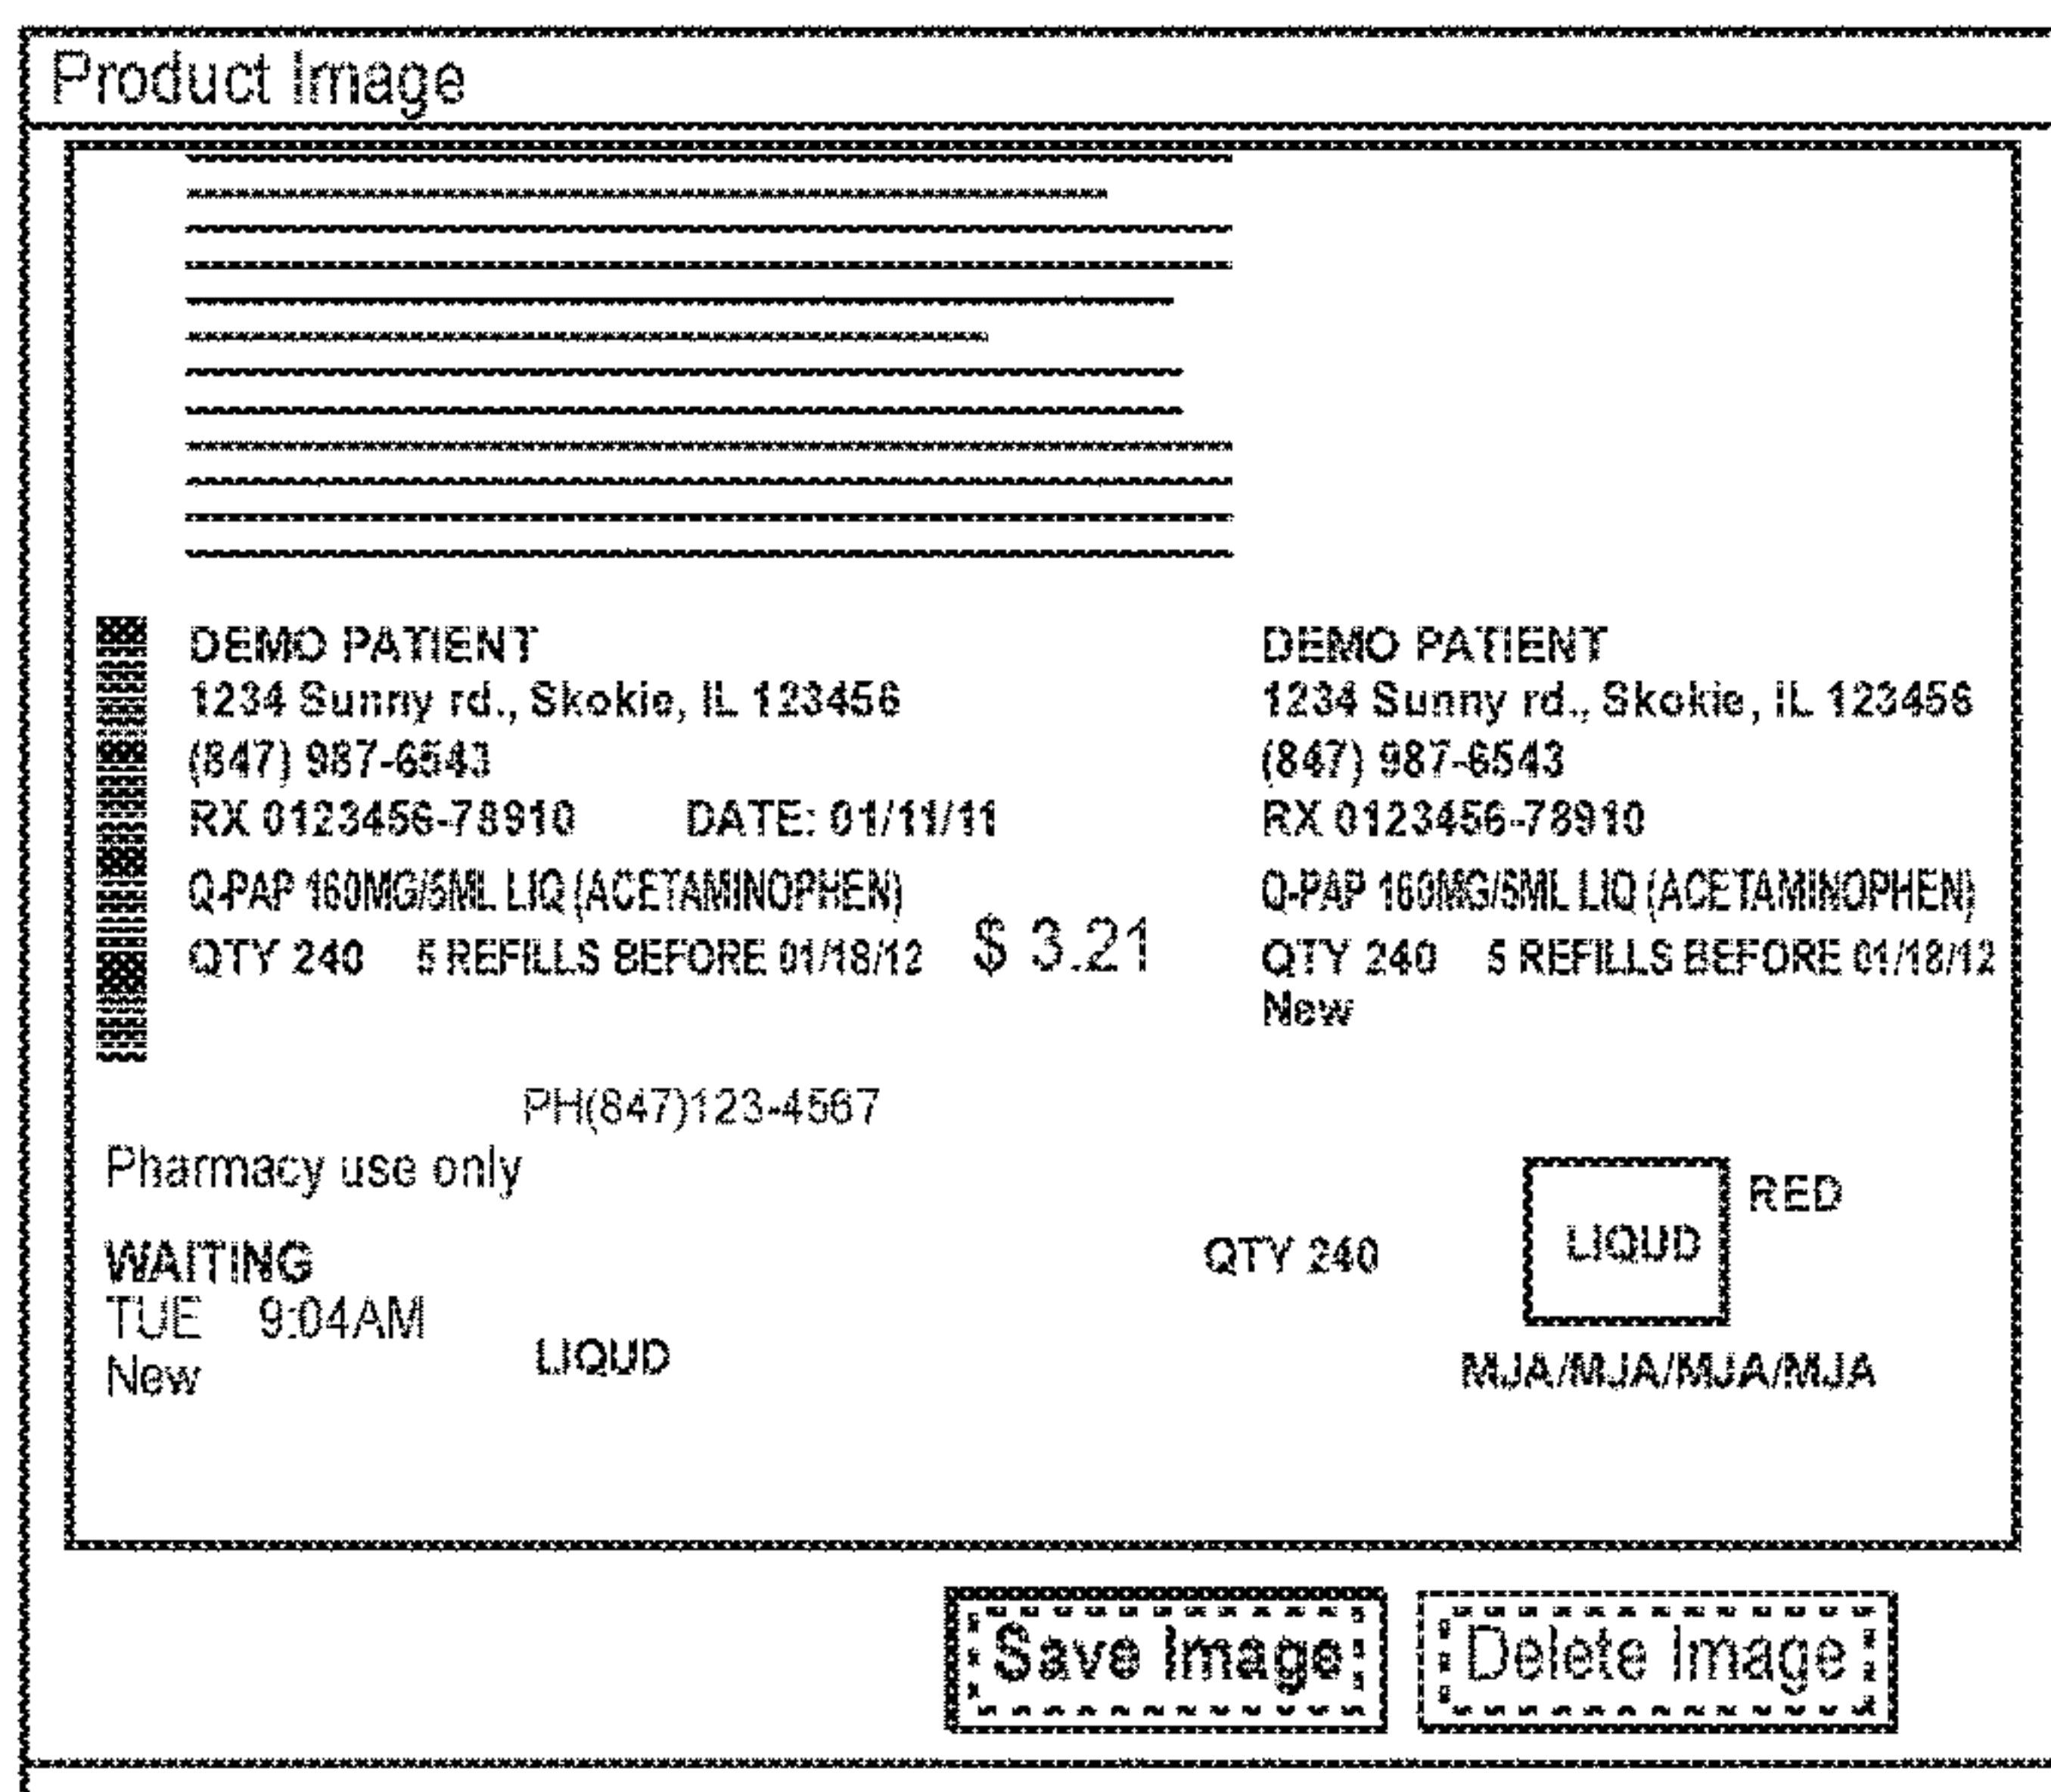 Product Image
DEMO PATIENT
1234 Sunny rd., Skokie, IL 123456
(847) 987-6543
RX 0123456-78910 DATE: 01/11/11
Q-PAP 160MG/5ML LIQ (ACETAMINOPHEN)
QTY 240 5 REFILLS BEFORE 01/18/12 $ 3.21
DEMO PATIENT
1234 Sunny rd., Skokie, IL 123456
(847) 987-6543
RX 0123456-78910
Q-PAP 160MG/5ML LIQ (ACETAMINOPHEN)
QTY 240 5 REFILLS BEFORE 01/18/12
New
PH(847)123-4567
Pharmacy use only
WAITING
TUE 9:04AM
New
LIQUD
QTY 240
LIQUD
RED
MJA/MJA/MJA/MJA
Save Image
Delete Image